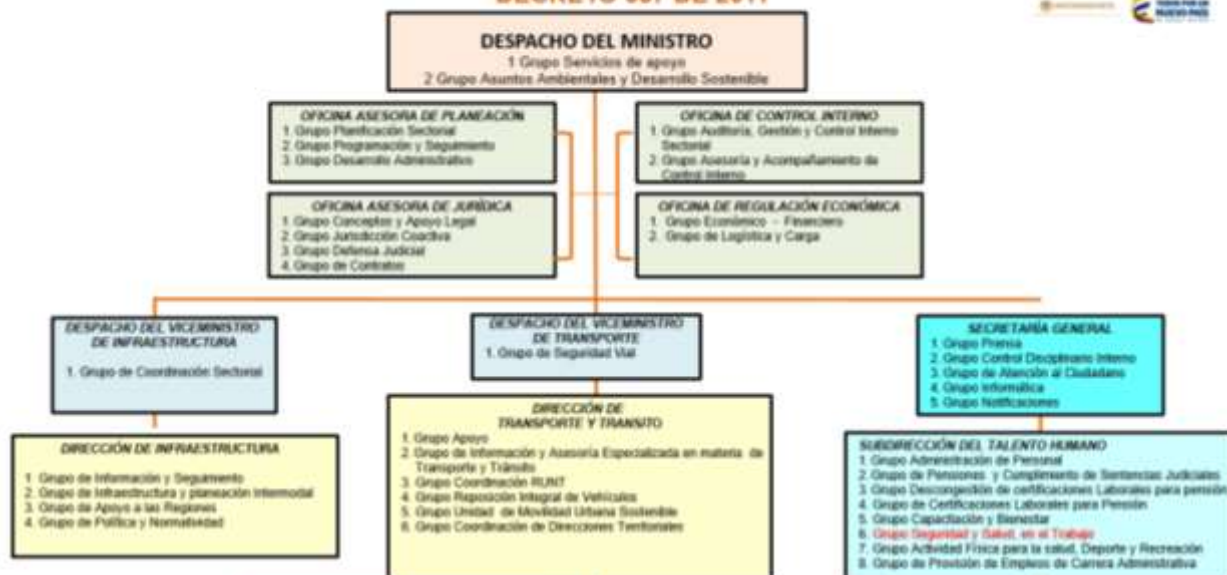 DESPACHO DEL MINISTRO
1 Grupo Servicios de apoyo
2 Grupo Asuntos Ambientales y Desarrollo Sostenible
OFICINA ASESORA DE PLANEACIÓN
1. Grupo Planificación Sectorial
2. Grupo Programación y Seguimiento
3. Grupo Desarrollo Administrativo
OFICINA DE CONTROL INTERNO
1. Grupo Auditoría, Gestión y Control Interno
Sectorial
2. Grupo Asesoría y Acompañamiento de
Control Interno
OFICINA ASESORA DE JURÍDICA
1. Grupo Conceptos y Apoyo Legal
2. Grupo Jurisdicción Coactiva
3. Grupo Defensa Judicial
4. Grupo de Contratos
OFICINA DE REGULACIÓN ECONÓMICA
1. Grupo Económico - Financiero
2. Grupo de Logística y Carga
DESPACHO DEL VICEMINISTRO
DE INFRAESTRUCTURA
1. Grupo de Coordinación Sectorial
DESPACHO DEL VICEMINISTRO
DE TRANSPORTE
1. Grupo de Seguridad Vial
SECRETARÍA GENERAL
1. Grupo Prensa
2. Grupo Control Disciplinario Interno
3. Grupo de Atención al Ciudadano
4. Grupo Informática
5. Grupo Notificaciones
DIRECCIÓN DE INFRAESTRUCTURA
1 Grupo de Información y Seguimiento
2. Grupo de Infraestructura y planeación Intermodal
3. Grupo de Apoyo a las Regiones
4. Grupo de Política y Normatividad
DIRECCIÓN DE
TRANSPORTE Y TRANSITO
1. Grupo Apoyo
2. Grupo de Información y Asesoría Especializada en materia de
Transporte y Tránsito
3. Grupo Coordinación RUNT
4. Grupo Reposición Integral de Vehículos
5. Grupo Unidad de Movilidad Urbana Sostenible
6. Grupo Coordinación de Direcciones Territoriales
SUBDIRECCIÓN DEL TALENTO HUMANO
1. Grupo Administración de Personal
2. Grupo de Pensiones y Cumplimiento de Sentencias Judiciales
3. Grupo Descongestión de certificaciones Laborales para pensión
4. Grupo de Certificaciones Laborales para Pensión
5. Grupo Capacitación y Bienestar
6. Grupo Seguridad y Salud, en el Trabajo
7. Grupo Actividad Física para la salud, Deporte y Recreación
8. Grupo de Provisión de Empleos de Carrera Administrativa